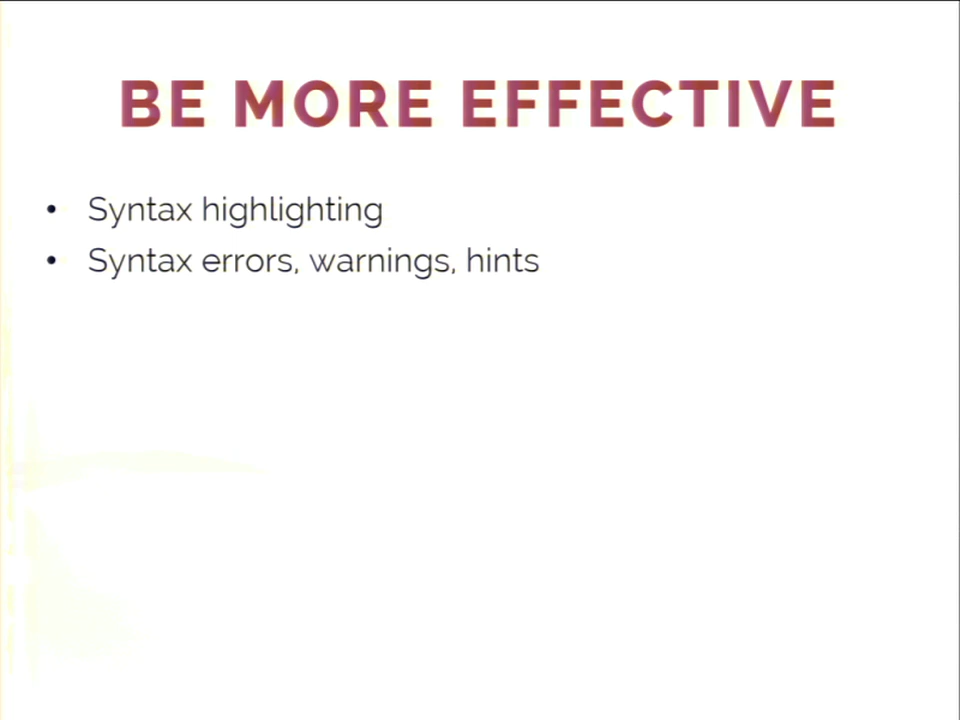 BE MORE EFFECTIVE
• Syntax highlighting
• Syntax errors, warnings, hints